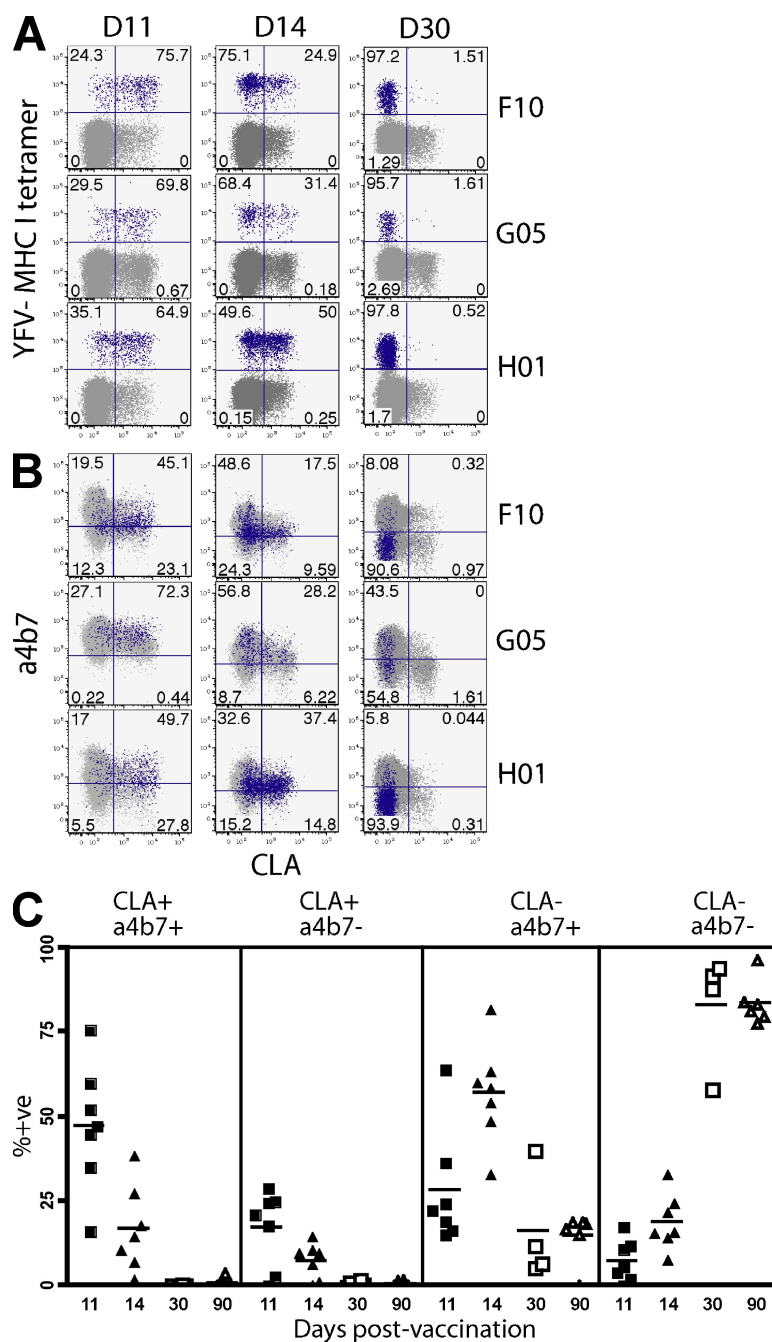 A
D11 D14 D30
24.3 75.7 75.1 24.9 97.2 1.51
F10
0 0 0 0 1.29 0
29.5 69.8 68.4 31.4 95.7 1.61
G05
0 0.67 0 0.18 2.69 0
35.1 64.9 49.6 50 97.8 0.52
H01
0 0 0.15 0.25 1.7 0
YFV- MHC I tetramer
B
19.5 45.1 48.6 17.5 8.08 0.32
F10
12.3 23.1 24.3 9.59 90.6 0.97
27.1 72.3 56.8 28.2 43.5 0
G05
0.22 0.44 8.7 6.22 54.8 1.61
17 49.7 32.6 37.4 5.8 0.044
H01
5.5 27.8 15.2 14.8 93.9 0.31
a4b7
CLA
C
CLA+ CLA+ CLA- CLA-
a4b7+ a4b7- a4b7+ a4b7-
100
75
50
25
0
%+ve
11 14 30 90 11 14 30 90 11 14 30 90 11 14 30 90
Days post-vaccination